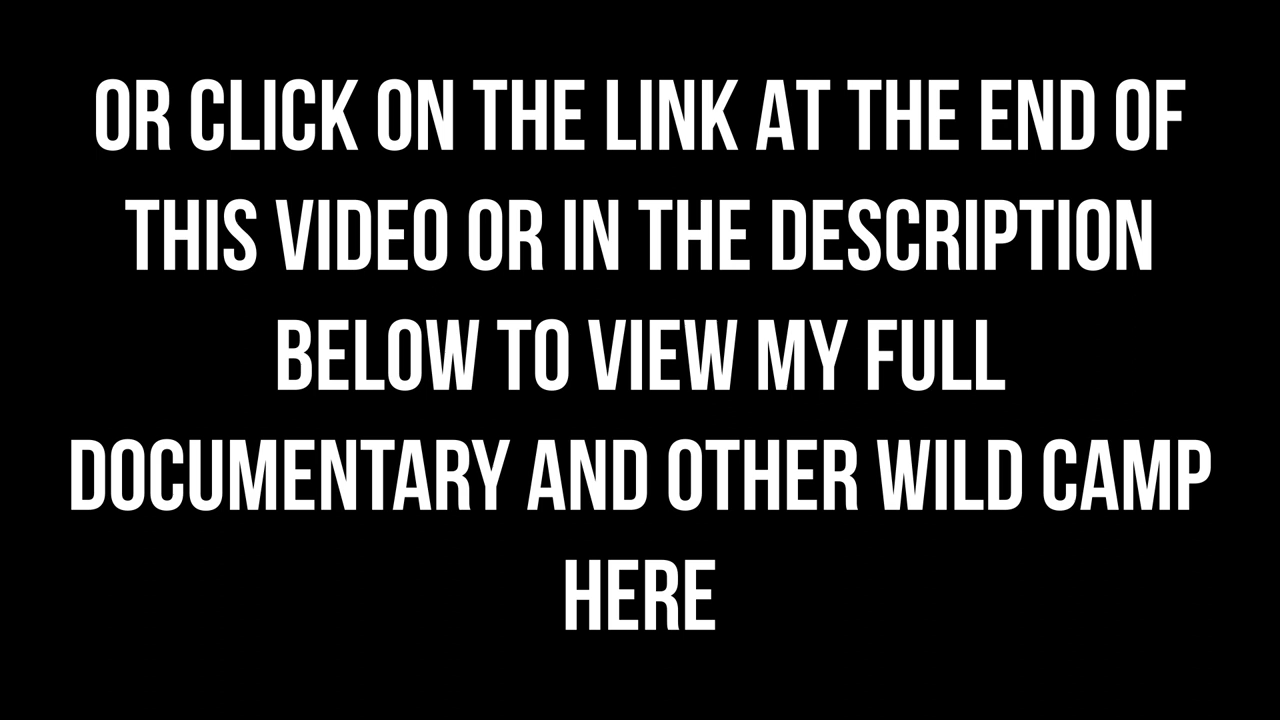 OR CLICK ON THE LINK AT THE END OF
THIS VIDEO OR IN THE DESCRIPTION
BELOW TO VIEW MY FULL
DOCUMENTARY AND OTHER WILD CAMP
HERE